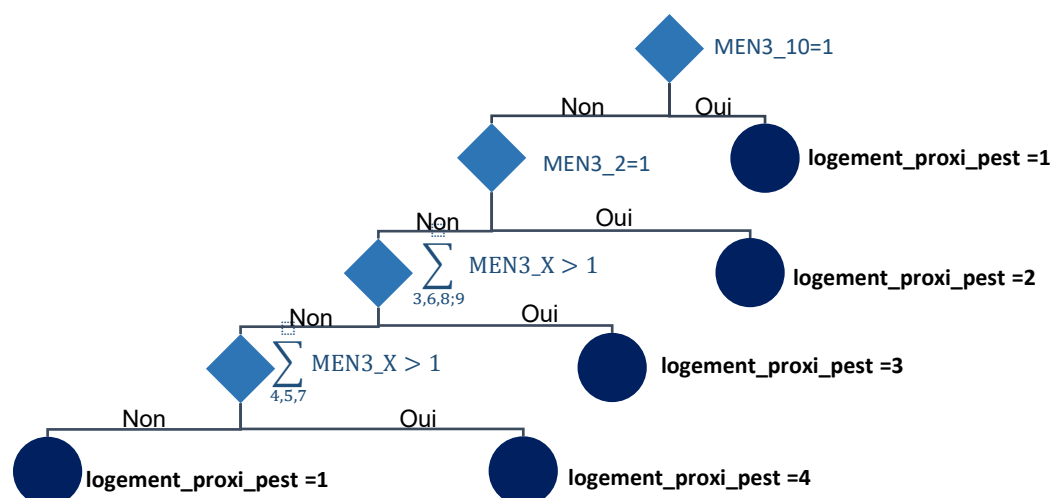 MEN3_10=1
Non
Oui
MEN3_2=1
logement_proxi_pest =1
Non
Oui
∑ MEN3_X > 1
3,6,8;9
logement_proxi_pest =2
Non
Oui
∑ MEN3_X > 1
4,5,7
logement_proxi_pest =3
Non
Oui
logement_proxi_pest =1
logement_proxi_pest =4